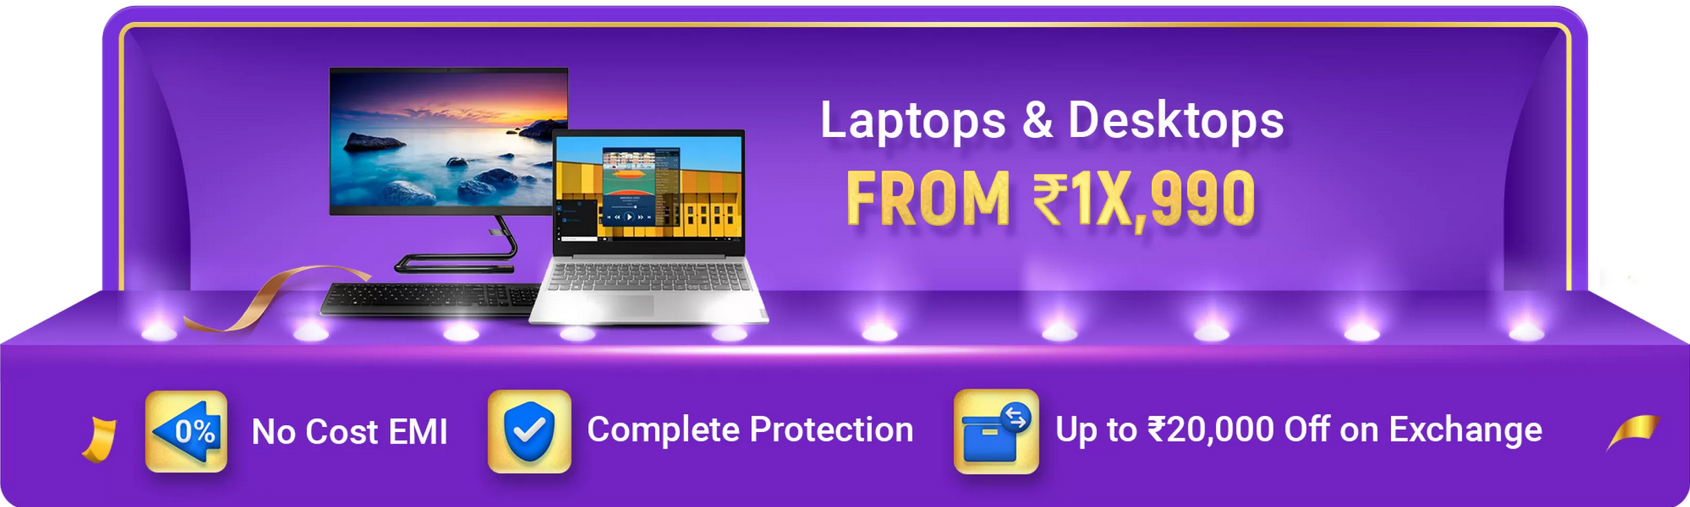 Laptops & Desktops
FROM ₹1X,990
0%
No Cost EMI
Complete Protection
Up to ₹20,000 Off on Exchange